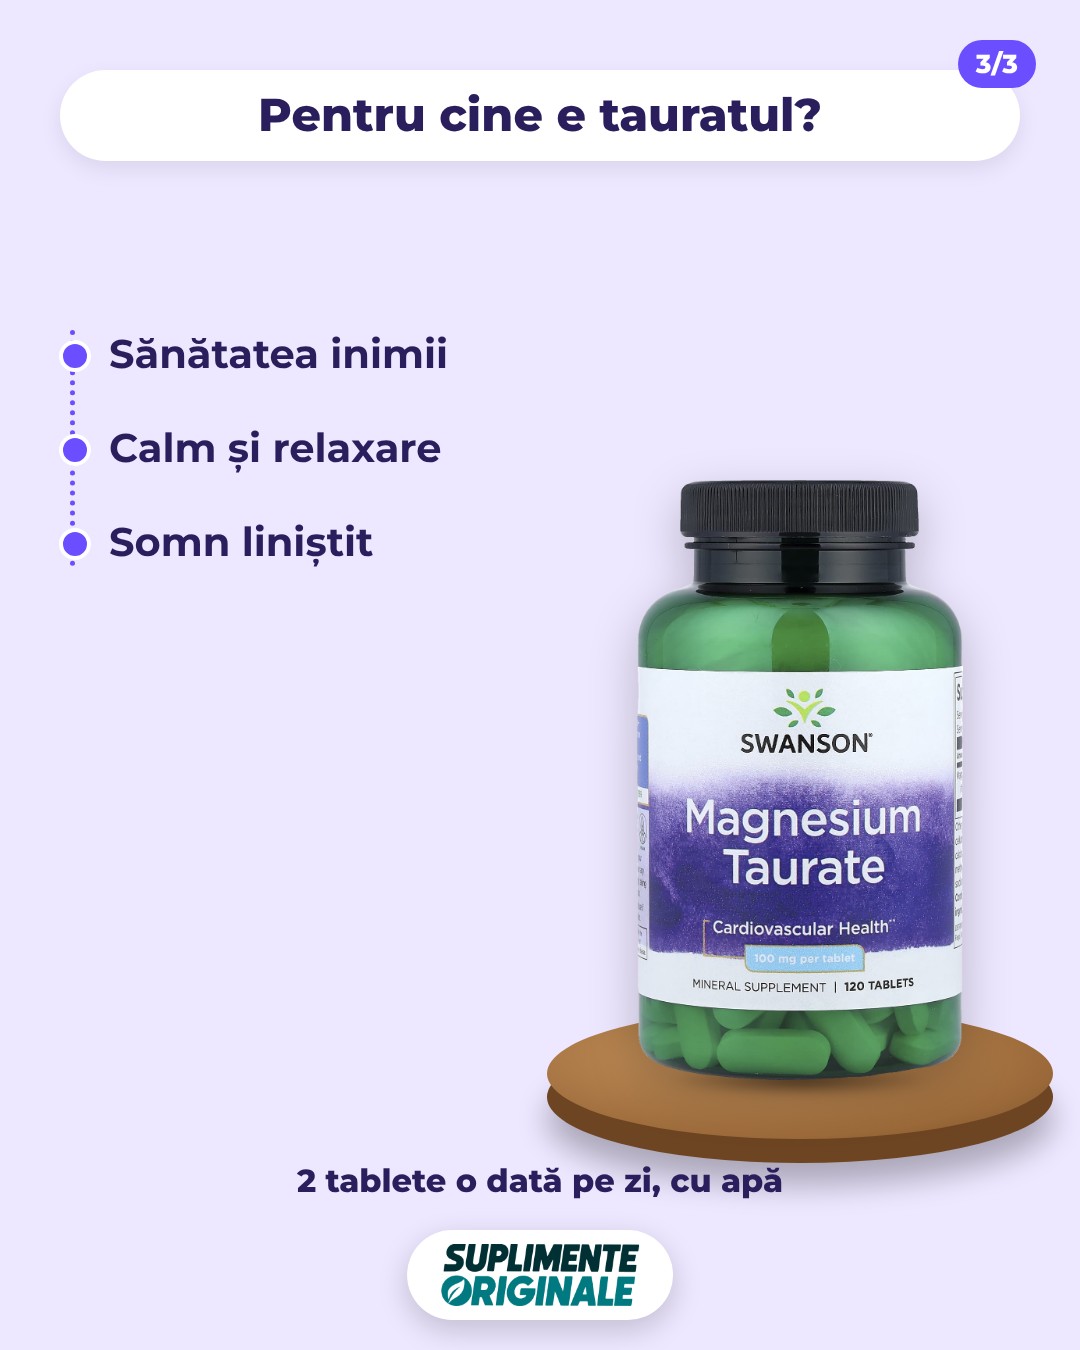 3/3
Pentru cine e tauratul?
Sănătatea inimii
Calm și relaxare
Somn liniștit
SWANSON®
Magnesium
Taurate
Cardiovascular Health
100 mg per tablet
MINERAL SUPPLEMENT | 120 TABLETS
2 tablete o dată pe zi, cu apă
SUPLIMENTE
ORIGINALE